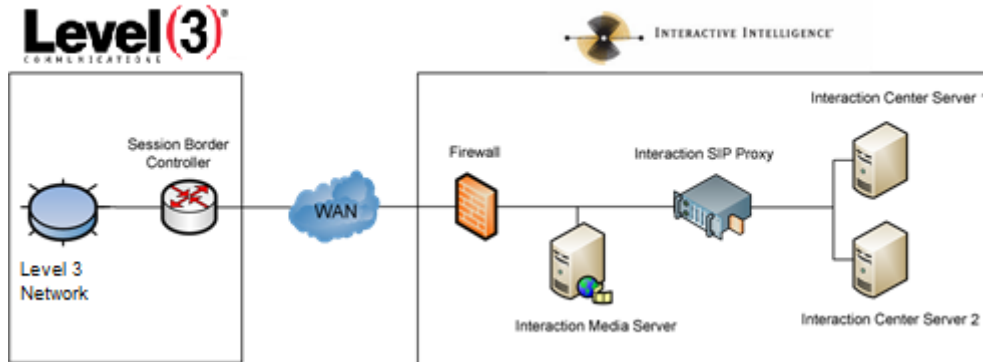 Level(3)®
COMMUNICATIONS
INTERACTIVE INTELLIGENCE®
Session Border
Controller
Level 3
Network
WAN
Firewall
Interaction Media Server
Interaction SIP Proxy
Interaction Center Server 1
Interaction Center Server 2